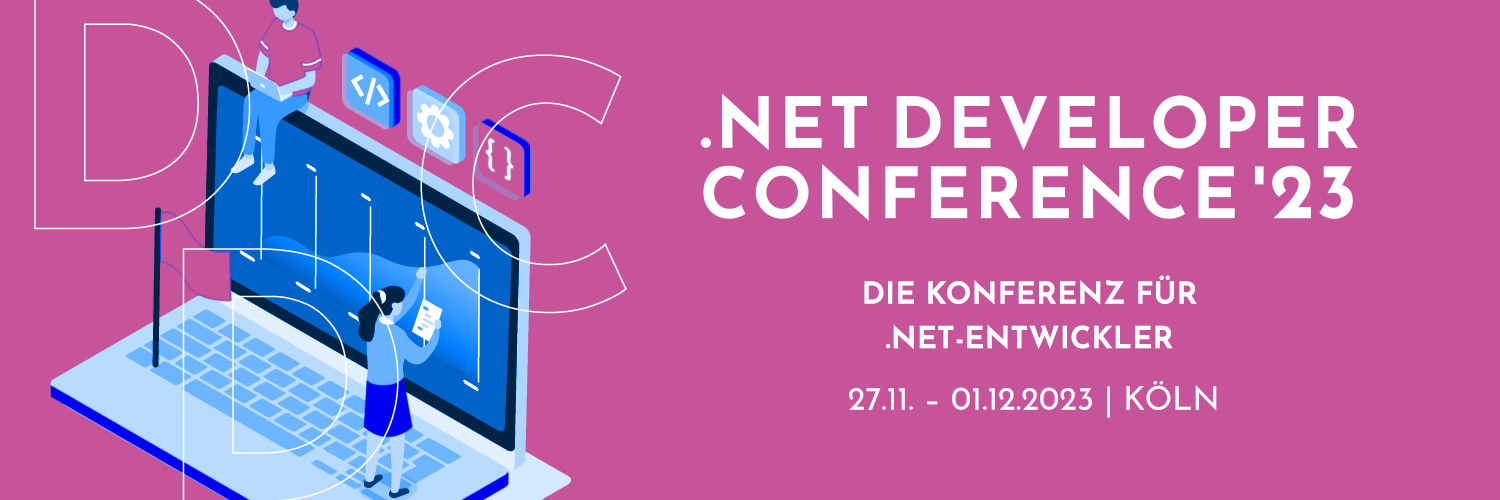 D
C
D
</>
{ }
.NET DEVELOPER
CONFERENCE '23
DIE KONFERENZ FÜR
.NET-ENTWICKLER
27.11. – 01.12.2023 | KÖLN